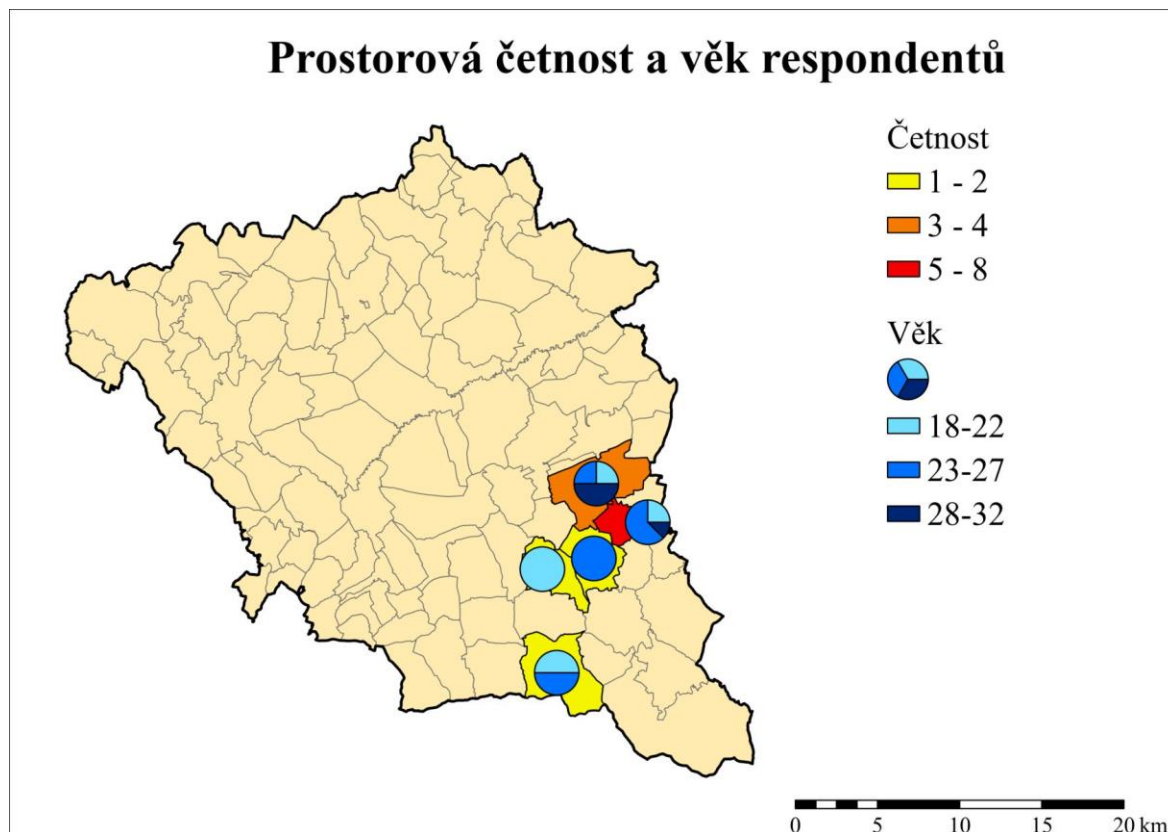 Prostorová četnost a věk respondentů
Četnost
1 - 2
3 - 4
5 - 8
Věk
18-22
23-27
28-32
0 5 10 15 20 km